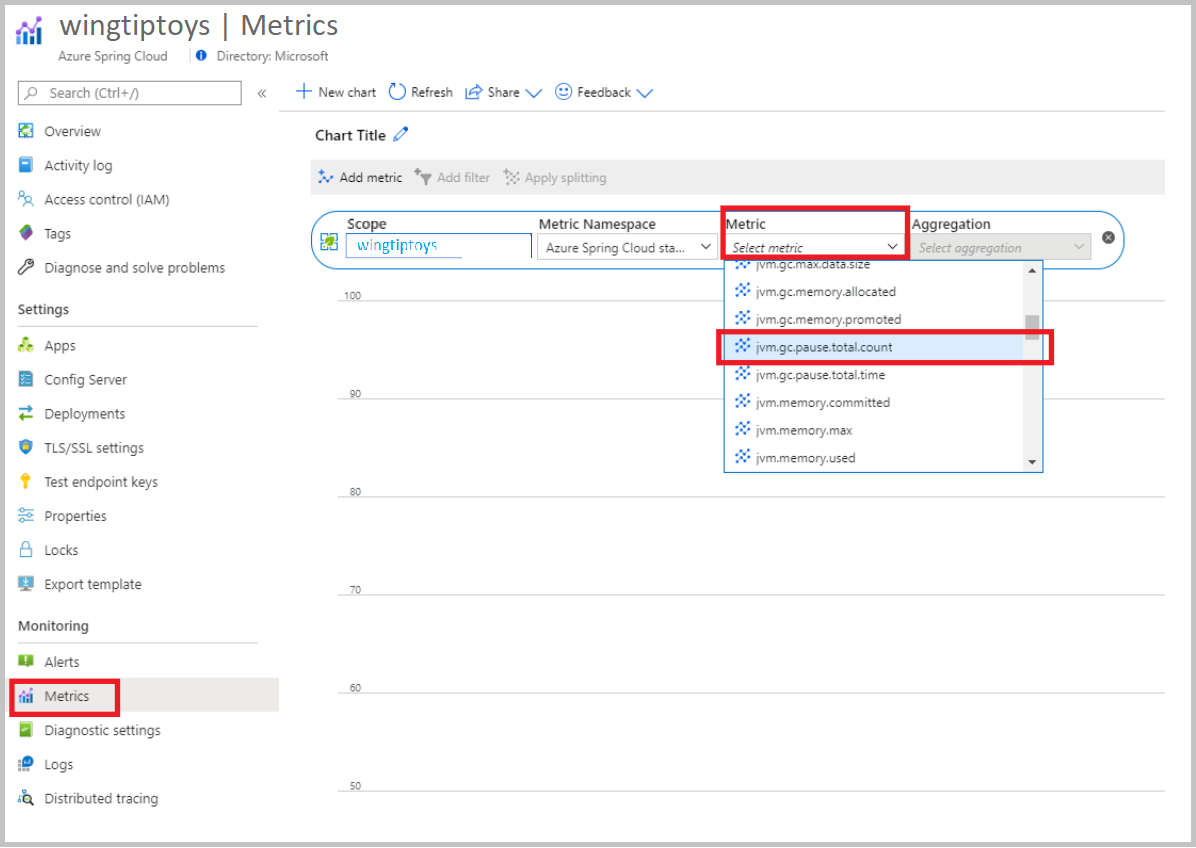 wingtiptoys | Metrics
Azure Spring Cloud
Directory: Microsoft
Search (Ctrl+/)
«
Overview
Activity log
Access control (IAM)
Tags
Diagnose and solve problems
Settings
Apps
Config Server
Deployments
TLS/SSL settings
Test endpoint keys
Properties
Locks
Export template
Monitoring
Alerts
Metrics
Diagnostic settings
Logs
Distributed tracing
New chart
Refresh
Share
Feedback
Chart Title
Add metric
Add filter
Apply splitting
Scope
wingtiptoys
Metric Namespace
Azure Spring Cloud sta...
Metric
Select metric
Aggregation
Select aggregation
jvm.gc.max.data.size
jvm.gc.memory.allocated
jvm.gc.memory.promoted
jvm.gc.pause.total.count
jvm.gc.pause.total.time
jvm.memory.committed
jvm.memory.max
jvm.memory.used
100
90
80
70
60
50